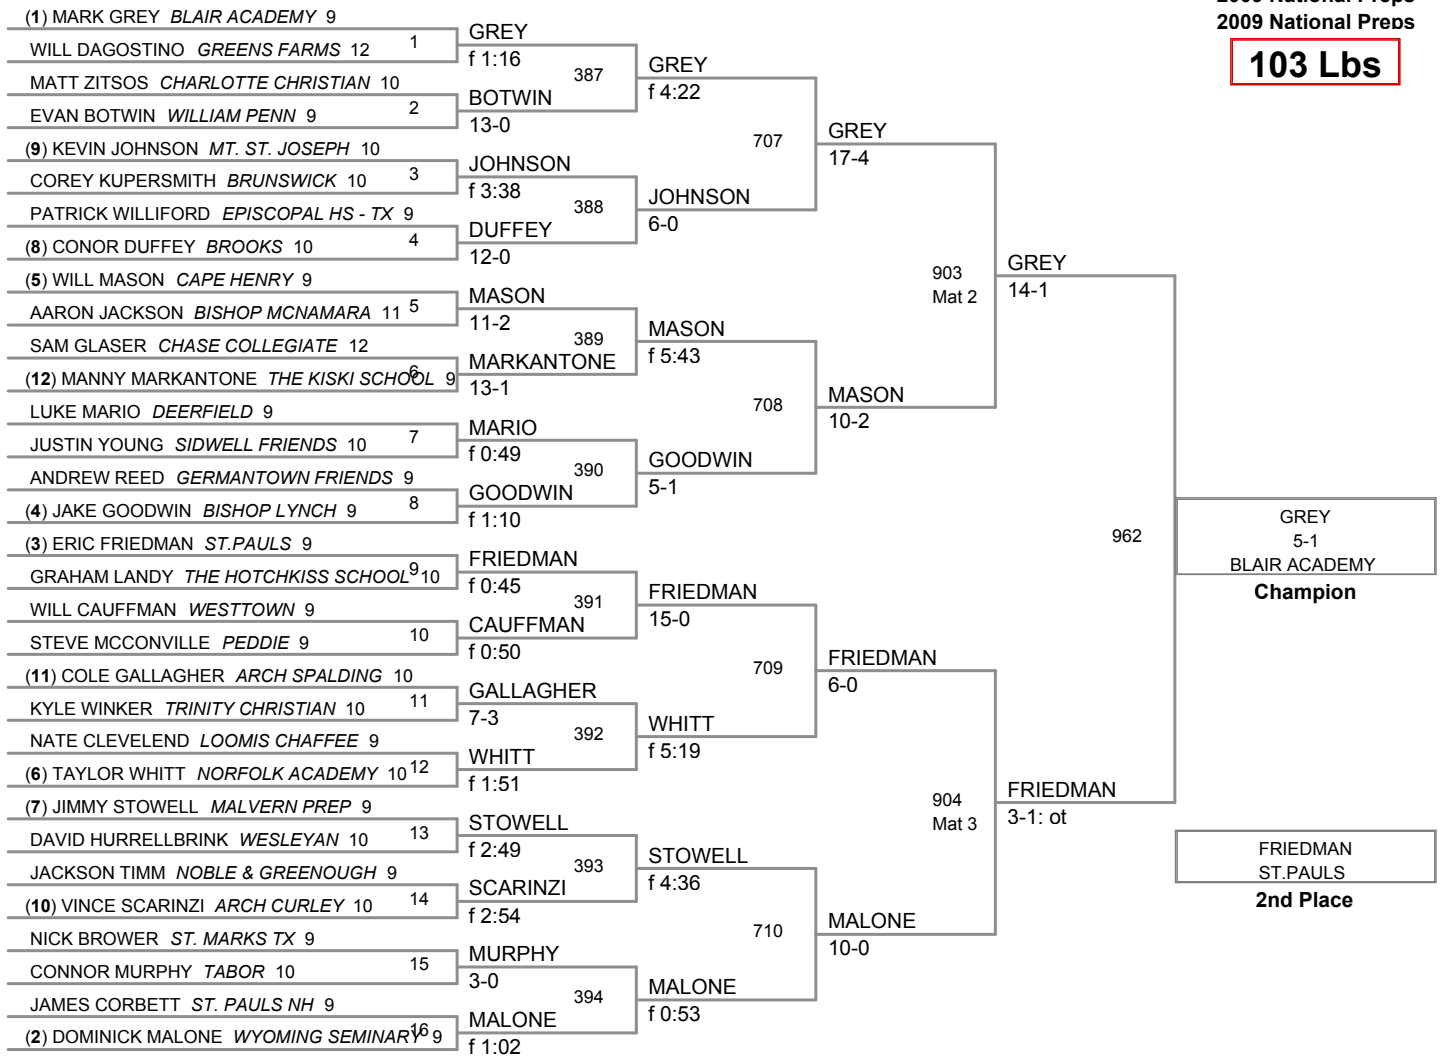 2009 National Preps
2009 National Preps
103 Lbs
(1) MARK GREY BLAIR ACADEMY 9
WILL DAGOSTINO GREENS FARMS 12
MATT ZITSOS CHARLOTTE CHRISTIAN 10
EVAN BOTWIN WILLIAM PENN 9
(9) KEVIN JOHNSON MT. ST. JOSEPH 10
COREY KUPERSMITH BRUNSWICK 10
PATRICK WILLIFORD EPISCOPAL HS - TX 9
(8) CONOR DUFFEY BROOKS 10
(5) WILL MASON CAPE HENRY 9
AARON JACKSON BISHOP MCNAMARA 11
SAM GLASER CHASE COLLEGIATE 12
(12) MANNY MARKANTONE THE KISKI SCHOOL 9
LUKE MARIO DEERFIELD 9
JUSTIN YOUNG SIDWELL FRIENDS 10
ANDREW REED GERMANTOWN FRIENDS 9
(4) JAKE GOODWIN BISHOP LYNCH 9
(3) ERIC FRIEDMAN ST.PAULS 9
GRAHAM LANDY THE HOTCHKISS SCHOOL 10
WILL CAUFFMAN WESTTOWN 9
STEVE MCCONVILLE PEDDIE 9
(11) COLE GALLAGHER ARCH SPALDING 10
KYLE WINKER TRINITY CHRISTIAN 10
NATE CLEVELEND LOOMIS CHAFFEE 9
(6) TAYLOR WHITT NORFOLK ACADEMY 10
(7) JIMMY STOWELL MALVERN PREP 9
DAVID HURRELLBRINK WESLEYAN 10
JACKSON TIMM NOBLE & GREENOUGH 9
(10) VINCE SCARINZI ARCH CURLEY 10
NICK BROWER ST. MARKS TX 9
CONNOR MURPHY TABOR 10
JAMES CORBETT ST. PAULS NH 9
(2) DOMINICK MALONE WYOMING SEMINARY 9
1
2
3
4
5
6
7
8
9
10
11
12
13
14
15
16
GREY
f 1:16
BOTWIN
13-0
JOHNSON
f 3:38
DUFFEY
12-0
MASON
11-2
MARKANTONE
13-1
MARIO
f 0:49
GOODWIN
f 1:10
FRIEDMAN
f 0:45
CAUFFMAN
f 0:50
GALLAGHER
7-3
WHITT
f 1:51
STOWELL
f 2:49
SCARINZI
f 2:54
MURPHY
3-0
MALONE
f 1:02
387
388
389
390
391
392
393
394
GREY
f 4:22
JOHNSON
6-0
MASON
f 5:43
GOODWIN
5-1
FRIEDMAN
15-0
WHITT
f 5:19
STOWELL
f 4:36
MALONE
f 0:53
707
708
709
710
GREY
17-4
MASON
10-2
FRIEDMAN
6-0
MALONE
10-0
903
Mat 2
904
Mat 3
GREY
14-1
FRIEDMAN
3-1: ot
962
GREY
5-1
BLAIR ACADEMY
Champion
FRIEDMAN
ST.PAULS
2nd Place